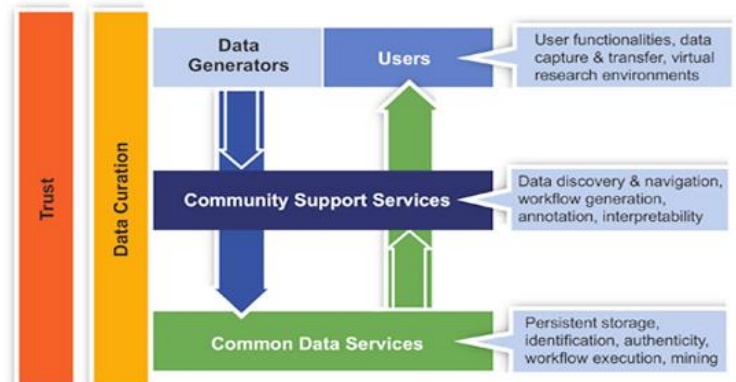 Trust
Data Curation
Data
Generators
Users
User functionalities, data
capture & transfer, virtual
research environments
Community Support Services
Data discovery & navigation,
workflow generation,
annotation, interpretability
Common Data Services
Persistent storage,
identification, authenticity,
workflow execution, mining